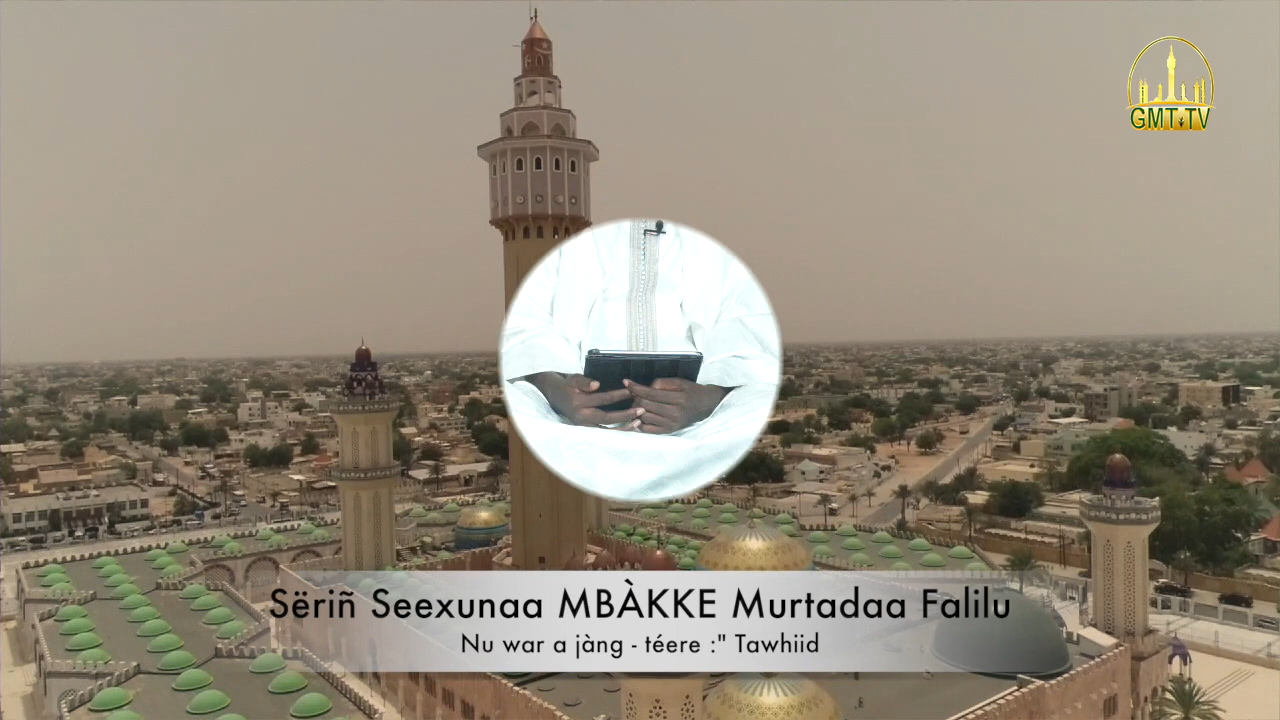 GMT TV
Sëriñ Seexunaa MBÀKKE Murtadaa Falilu
Nu war a jàng - téere :" Tawhiid